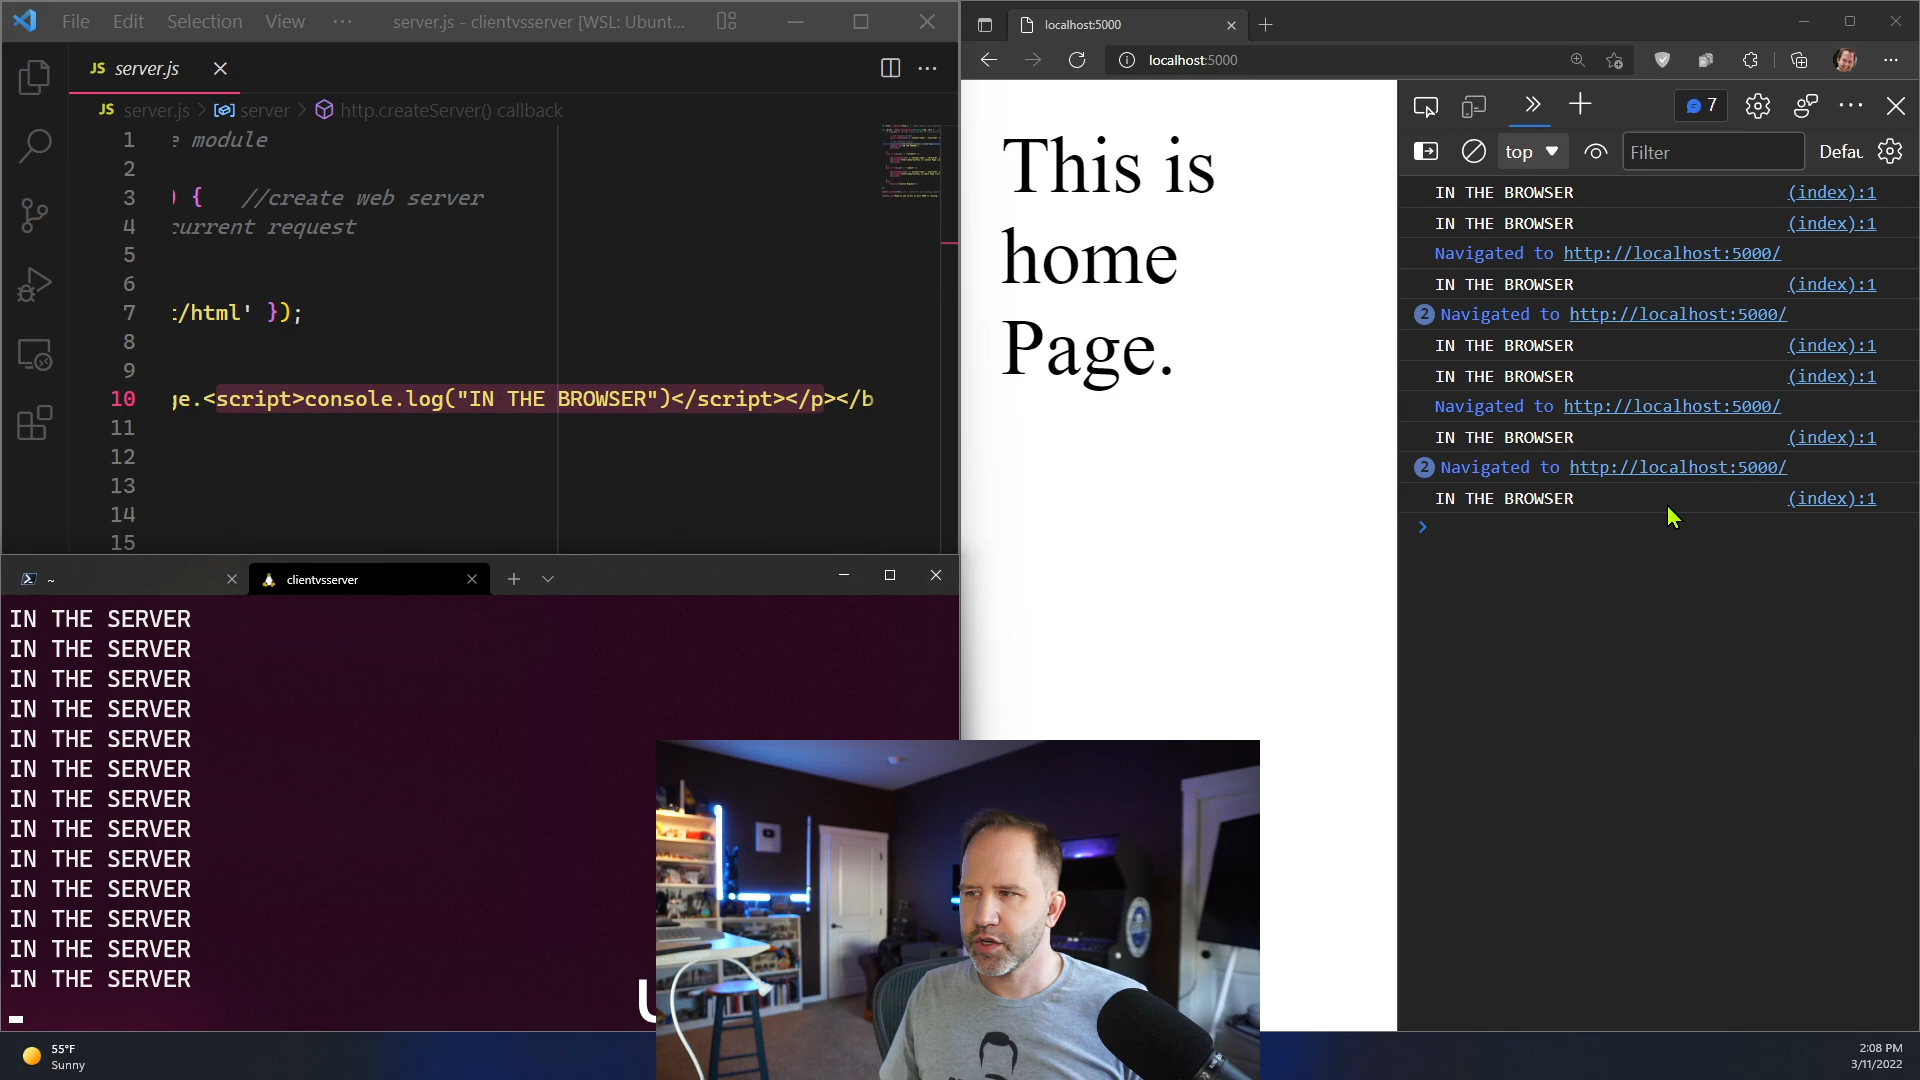 File Edit Selection View ··· server.js - clientvsserver [WSL: Ubunt...
JS server.js
JS server.js > server > http.createServer() callback
1 e module
2
3 ) { //create web server
4 current request
5
6
7 t/html' });
8
9
10 ge.<script>console.log("IN THE BROWSER")</script></p></b
11
12
13
14
15
~
clientvsserver
IN THE SERVER
IN THE SERVER
IN THE SERVER
IN THE SERVER
IN THE SERVER
IN THE SERVER
IN THE SERVER
IN THE SERVER
IN THE SERVER
IN THE SERVER
IN THE SERVER
IN THE SERVER
IN THE SERVER
localhost:5000
localhost:5000
This is
home
Page.
7
top Filter Defau
IN THE BROWSER (index):1
IN THE BROWSER (index):1
Navigated to http://localhost:5000/
IN THE BROWSER (index):1
2 Navigated to http://localhost:5000/
IN THE BROWSER (index):1
IN THE BROWSER (index):1
Navigated to http://localhost:5000/
IN THE BROWSER (index):1
2 Navigated to http://localhost:5000/
IN THE BROWSER (index):1
55°F
Sunny
2:08 PM
3/11/2022